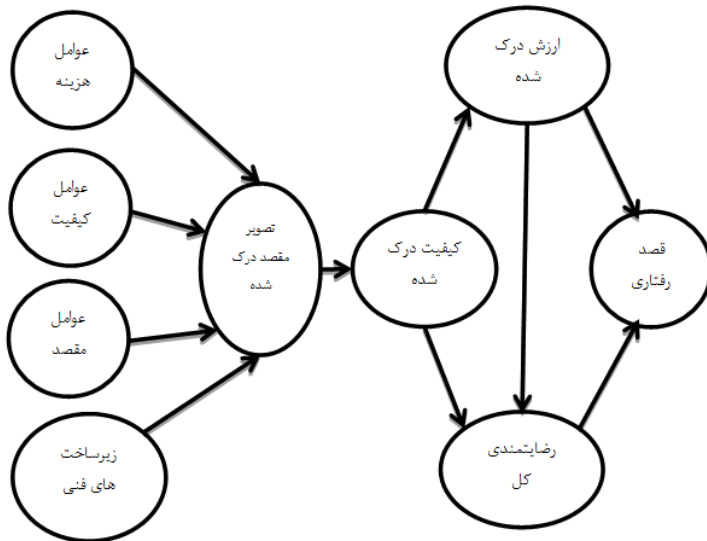 عوامل
هزینه
عوامل
کیفیت
عوامل
مقصد
زیرساخت
های فنی
تصویر
مقصد درک
شده
کیفیت درک
شده
ارزش درک
شده
رضایتمندی
کل
قصد
رفتاری